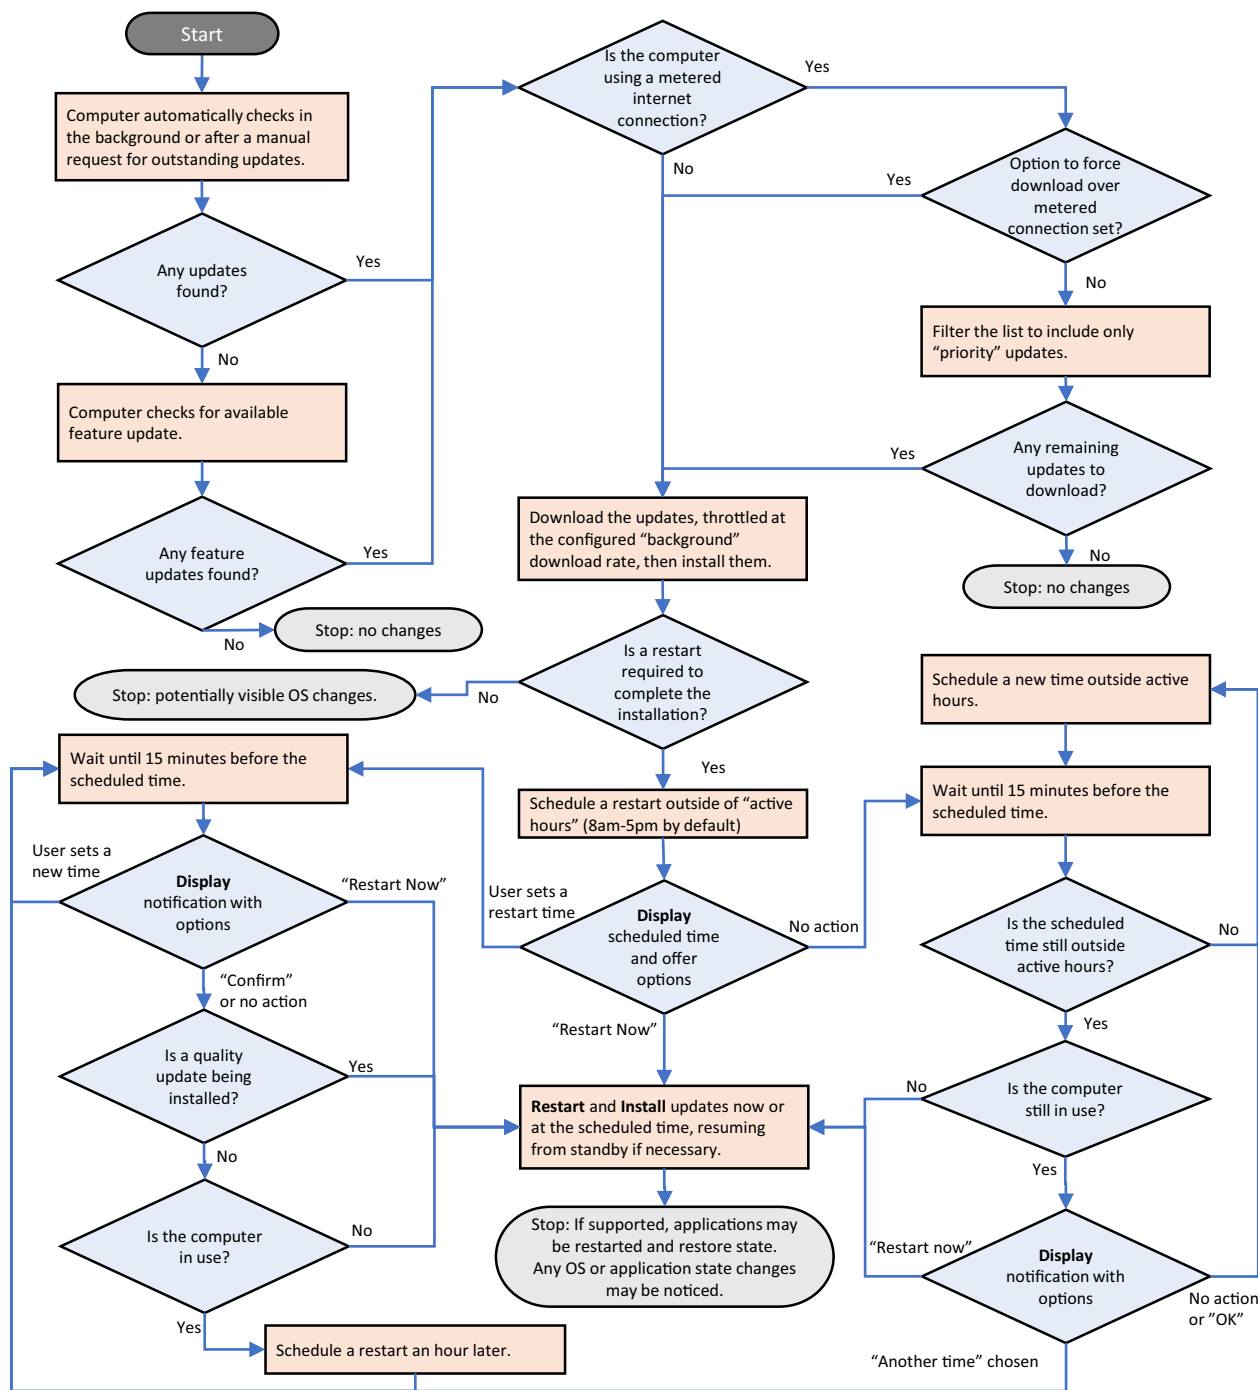 Start
Computer automatically checks in
the background or after a manual
request for outstanding updates.
Any updates
found?
Yes
No
Computer checks for available
feature update.
Any feature
updates found?
Yes
No
Stop: no changes
Is the computer
using a metered
internet
connection?
Yes
No
Option to force
download over
metered
connection set?
Yes
No
Filter the list to include only
“priority” updates.
Any remaining
updates to
download?
Yes
No
Stop: no changes
Download the updates, throttled at
the configured “background”
download rate, then install them.
Is a restart
required to
complete the
installation?
No
Stop: potentially visible OS changes.
Yes
Schedule a restart outside of “active
hours” (8am-5pm by default)
Display
scheduled time
and offer
options
User sets a
restart time
No action
“Restart Now”
Wait until 15 minutes before the
scheduled time.
Display
notification with
options
User sets a
new time
“Restart Now”
“Confirm”
or no action
Is a quality
update being
installed?
Yes
No
Is the computer
in use?
No
Yes
Schedule a restart an hour later.
Restart and Install updates now or
at the scheduled time, resuming
from standby if necessary.
Stop: If supported, applications may
be restarted and restore state.
Any OS or application state changes
may be noticed.
Schedule a new time outside active
hours.
Wait until 15 minutes before the
scheduled time.
Is the scheduled
time still outside
active hours?
No
Yes
Is the computer
still in use?
No
Yes
Display
notification with
options
“Restart now”
No action
or ”OK”
“Another time” chosen